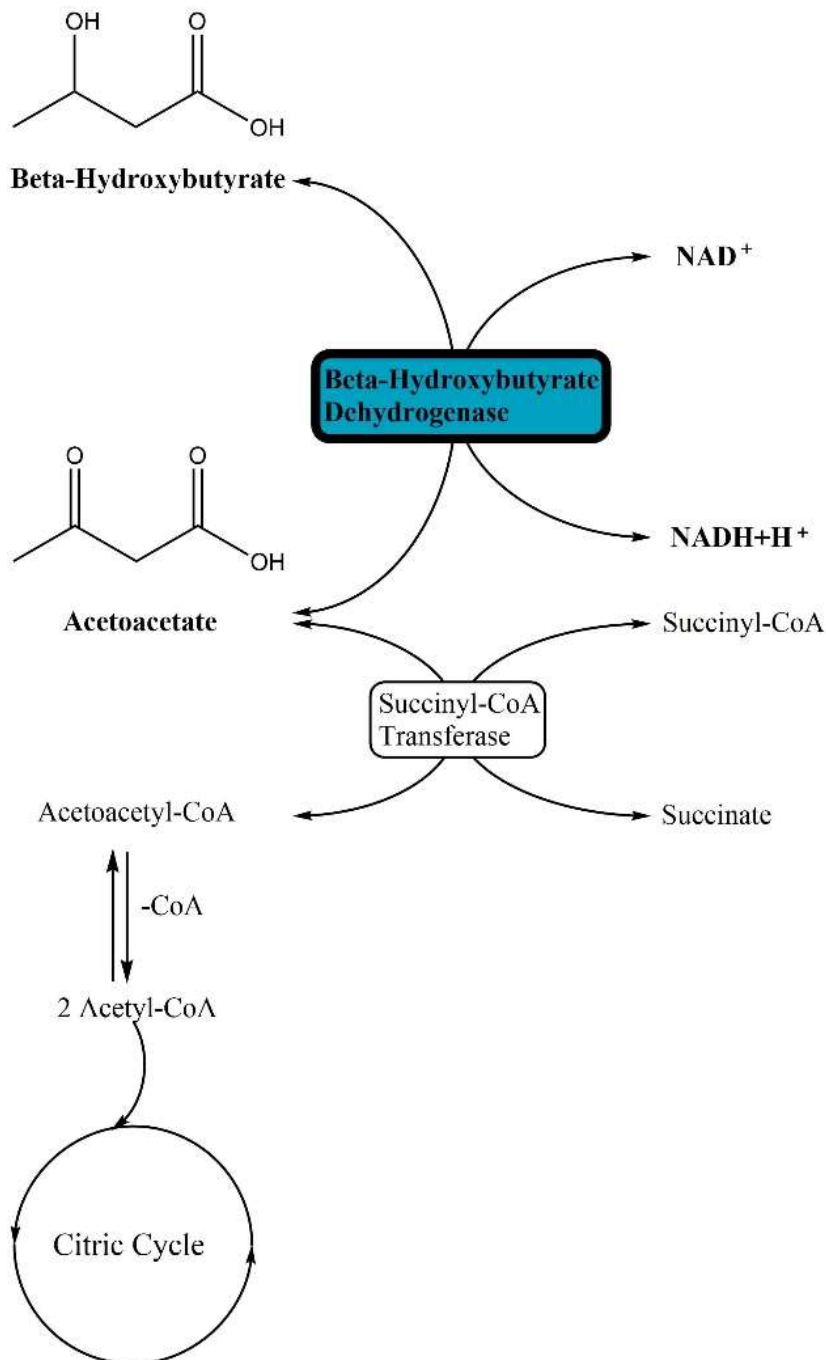 OH
O
OH
Beta-Hydroxybutyrate
NAD+
Beta-Hydroxybutyrate
Dehydrogenase
O
O
OH
NADH+H+
Acetoacetate
Succinyl-CoA
Succinyl-CoA
Transferase
Acetoacetyl-CoA
Succinate
-CoA
2 Acetyl-CoA
Citric Cycle